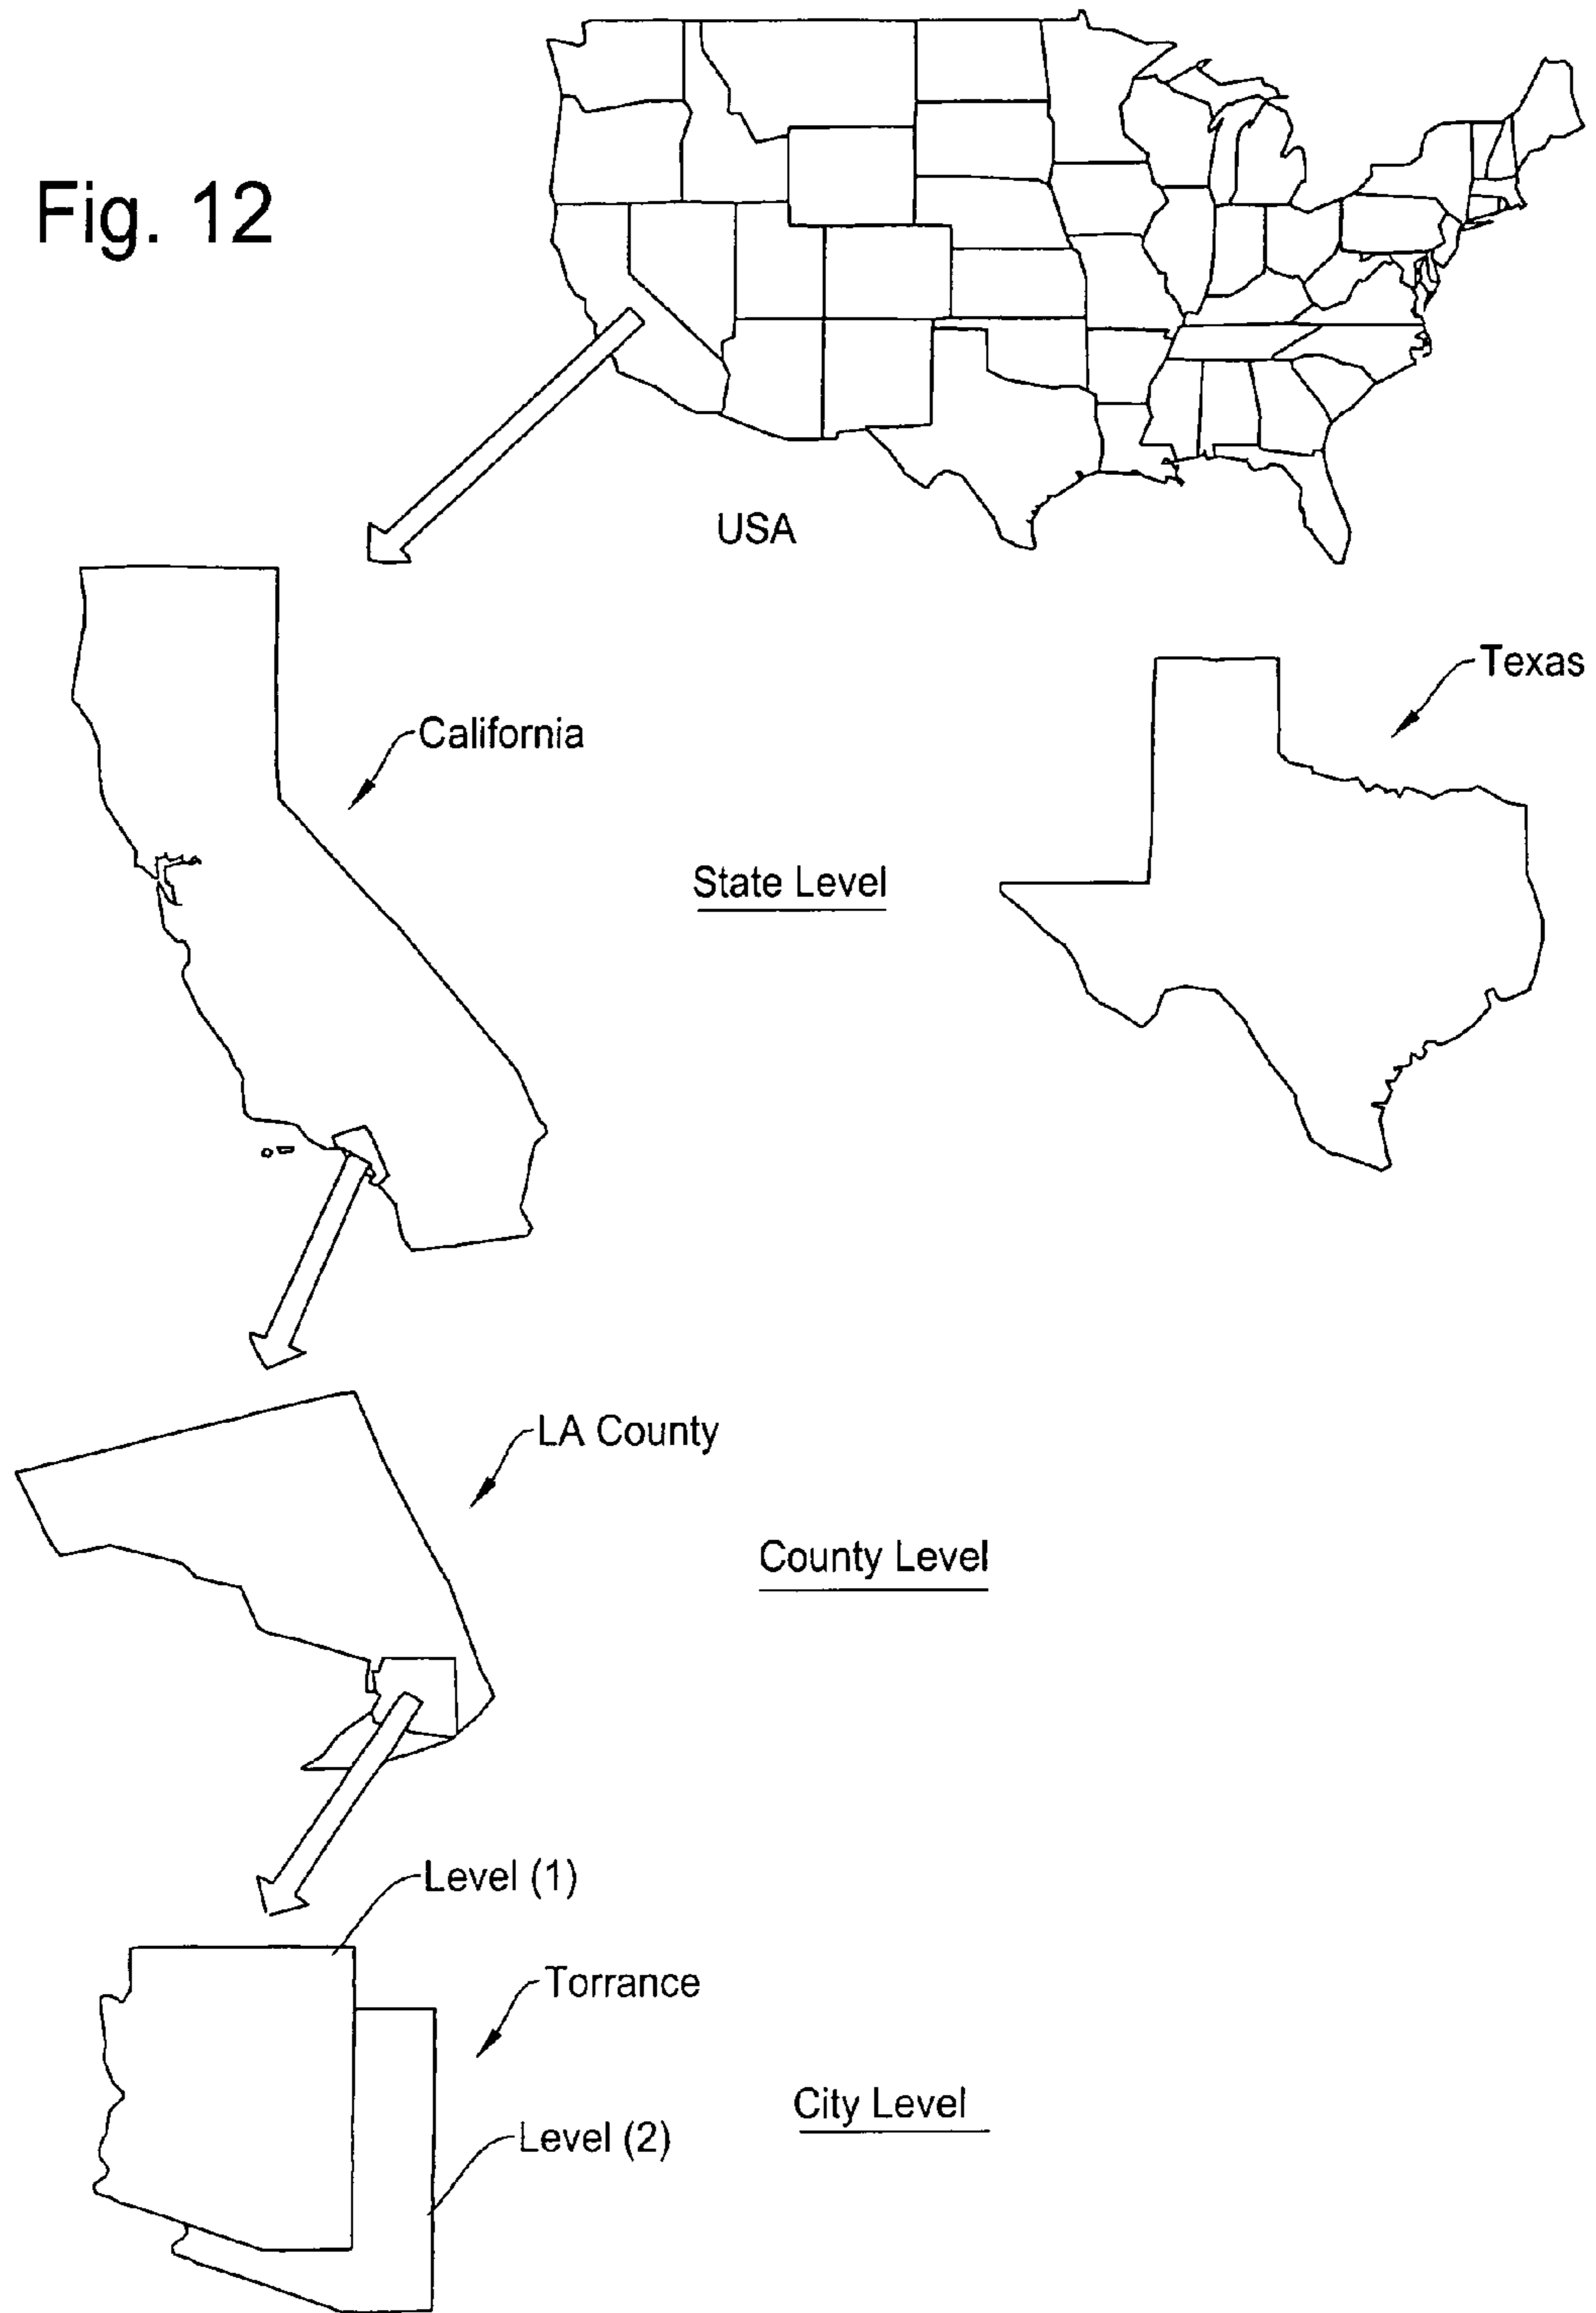 Fig. 12
USA
Texas
California
State Level
LA County
County Level
Level (1)
Torrance
City Level
Level (2)